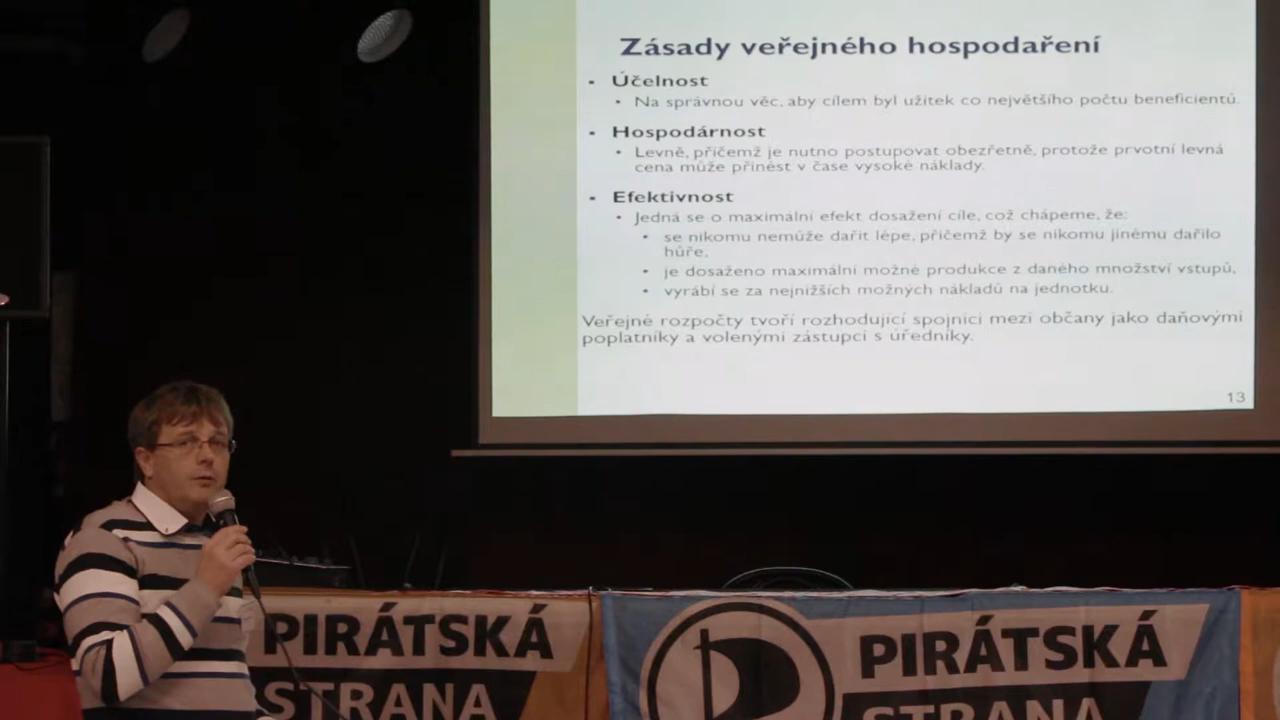 Zásady veřejného hospodaření
▪ Účelnost
• Na správnou věc, aby cílem byl užitek co největšího počtu beneficientů.
▪ Hospodárnost
• Levně, přičemž je nutno postupovat obezřetně, protože prvotní levná
cena může přinést v čase vysoké náklady.
▪ Efektivnost
• Jedná se o maximální efekt dosažení cíle, což chápeme, že:
• se nikomu nemůže dařit lépe, přičemž by se nikomu jinému dařilo
hůře,
• je dosaženo maximální možné produkce z daného množství vstupů,
• vyrábí se za nejnižších možných nákladů na jednotku.
Veřejné rozpočty tvoří rozhodující spojnici mezi občany jako daňovými
poplatníky a volenými zástupci s úředníky.
13
PIRÁTSKÁ
STRANA
PIRÁTSKÁ
STRANA